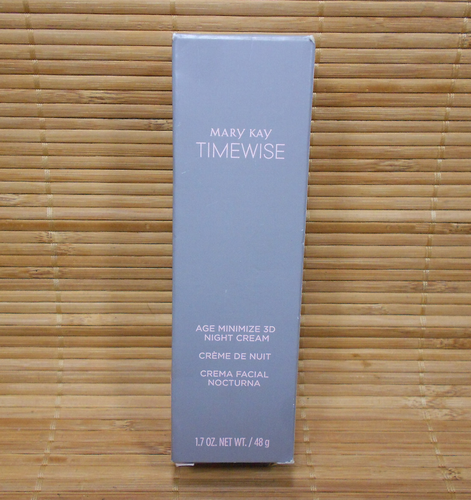 MARY KAY
TIMEWISE
AGE MINIMIZE 3D
NIGHT CREAM
CRÈME DE NUIT
CREMA FACIAL
NOCTURNA
1.7 OZ. NET WT. / 48 g